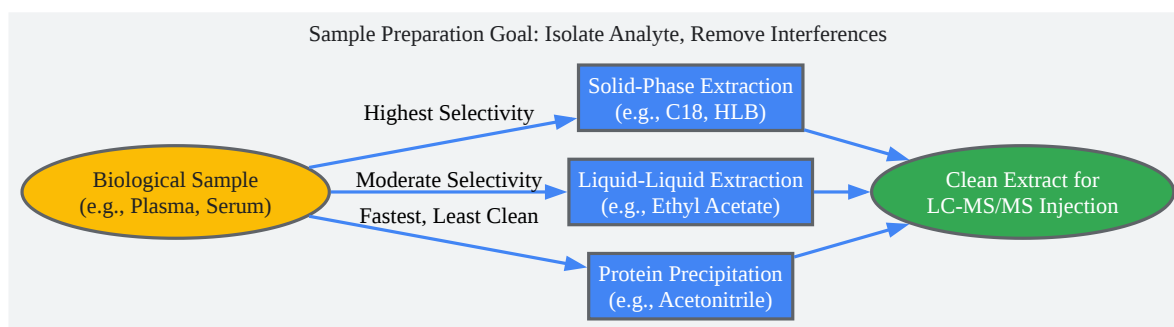 Sample Preparation Goal: Isolate Analyte, Remove Interferences
Biological Sample
(e.g., Plasma, Serum)
Highest Selectivity
Moderate Selectivity
Fastest, Least Clean
Solid-Phase Extraction
(e.g., C18, HLB)
Liquid-Liquid Extraction
(e.g., Ethyl Acetate)
Protein Precipitation
(e.g., Acetonitrile)
Clean Extract for
LC-MS/MS Injection